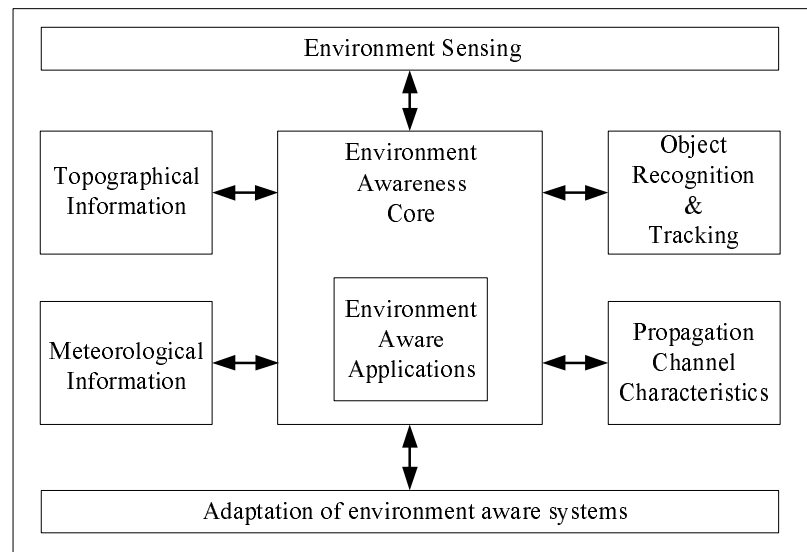 Environment Sensing
Topographical
Information
Environment
Awareness
Core
Object
Recognition
&
Tracking
Meteorological
Information
Environment
Aware
Applications
Propagation
Channel
Characteristics
Adaptation of environment aware systems